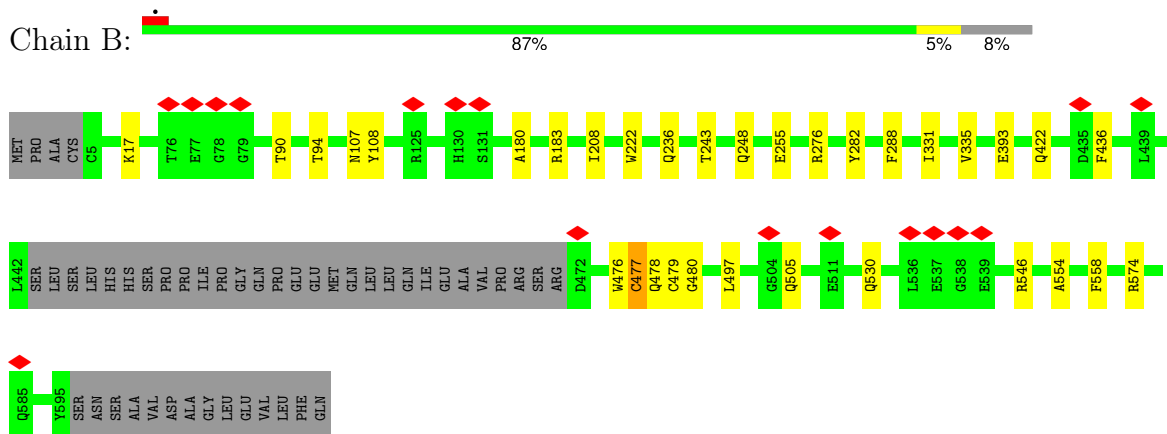 Chain B:
87% 5% 8%
MET PRO ALA CYS C5 K17 T76 E77 G78 G79 T90 T94 N107 Y108 R125 H130 S131 A180 R183 I208 W222 Q236 T243 Q248 E255 R276 Y282 F288 I331 V335 E393 Q422 D435 F436 L439
L442 SER LEU SER LEU HIS HIS SER PRO PRO ILE PRO GLY GLN PRO GLU GLU MET GLN LEU LEU GLN ILE GLU ALA VAL PRO ARG SER ARG D472 W476 C477 Q478 C479 G480 L497 G504 Q505 E511 Q530 L536 E537 G538 E539 R546 A554 F558 R574
Q585 Y595 SER ASN SER ALA VAL ASP ALA GLY LEU GLU VAL LEU PHE GLN